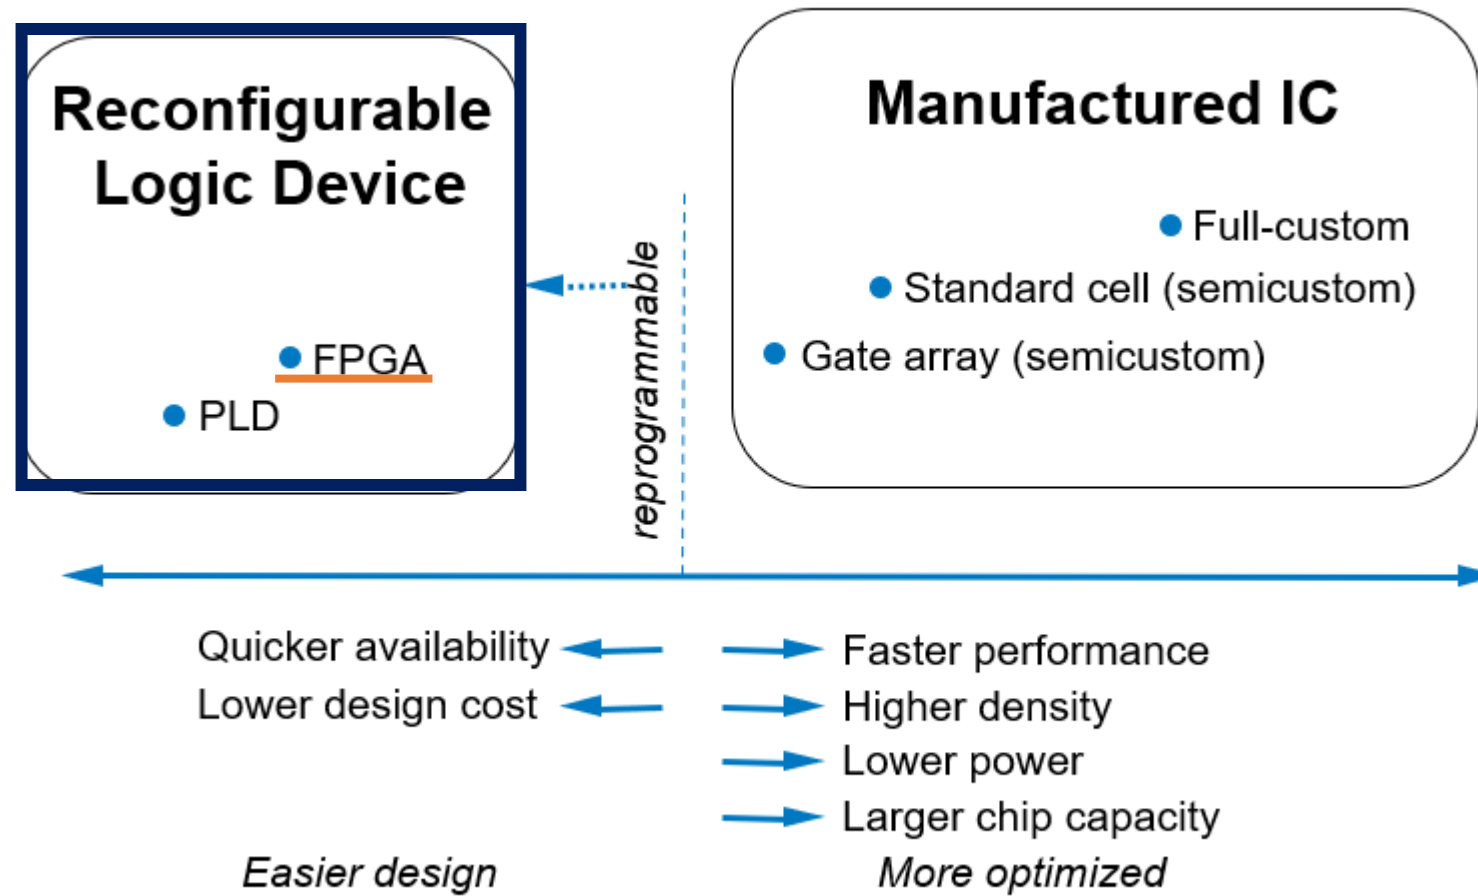 Reconfigurable
Logic Device
FPGA
PLD
reprogrammable
Manufactured IC
Full-custom
Standard cell (semicustom)
Gate array (semicustom)
Quicker availability
Lower design cost
Faster performance
Higher density
Lower power
Larger chip capacity
Easier design
More optimized